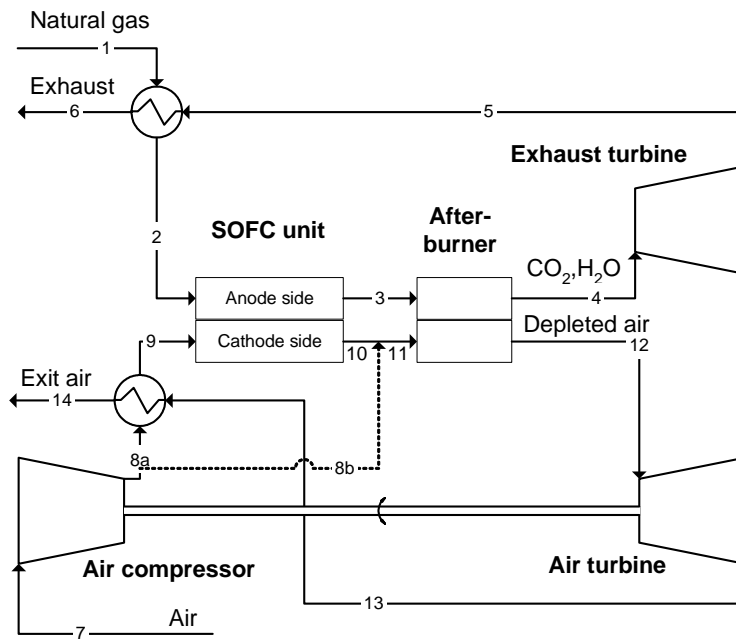 Natural gas
1
Exhaust
6
5
Exhaust turbine
2
SOFC unit
After-
burner
CO₂,H₂O
Anode side
3
4
Depleted air
Cathode side
9
10
11
12
Exit air
14
8a
8b
Air compressor
Air turbine
13
Air
7